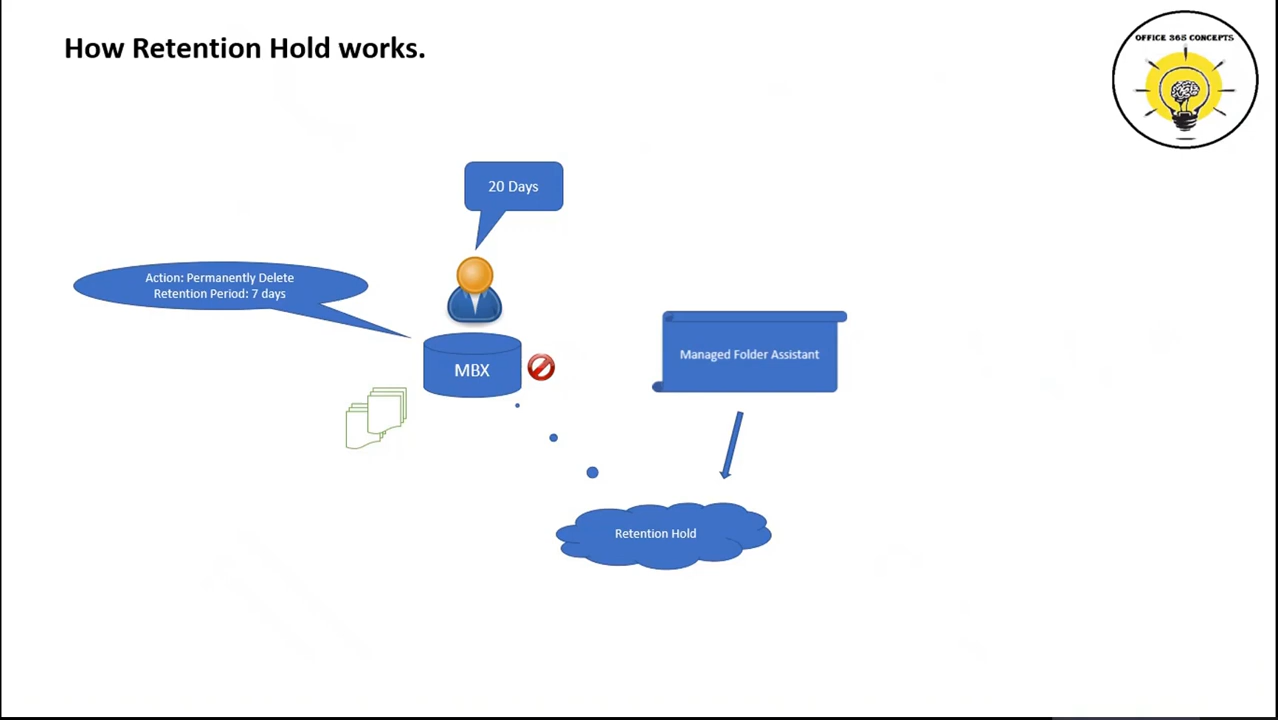 How Retention Hold works.
OFFICE 365 CONCEPTS
20 Days
Action: Permanently Delete
Retention Period: 7 days
MBX
Managed Folder Assistant
Retention Hold